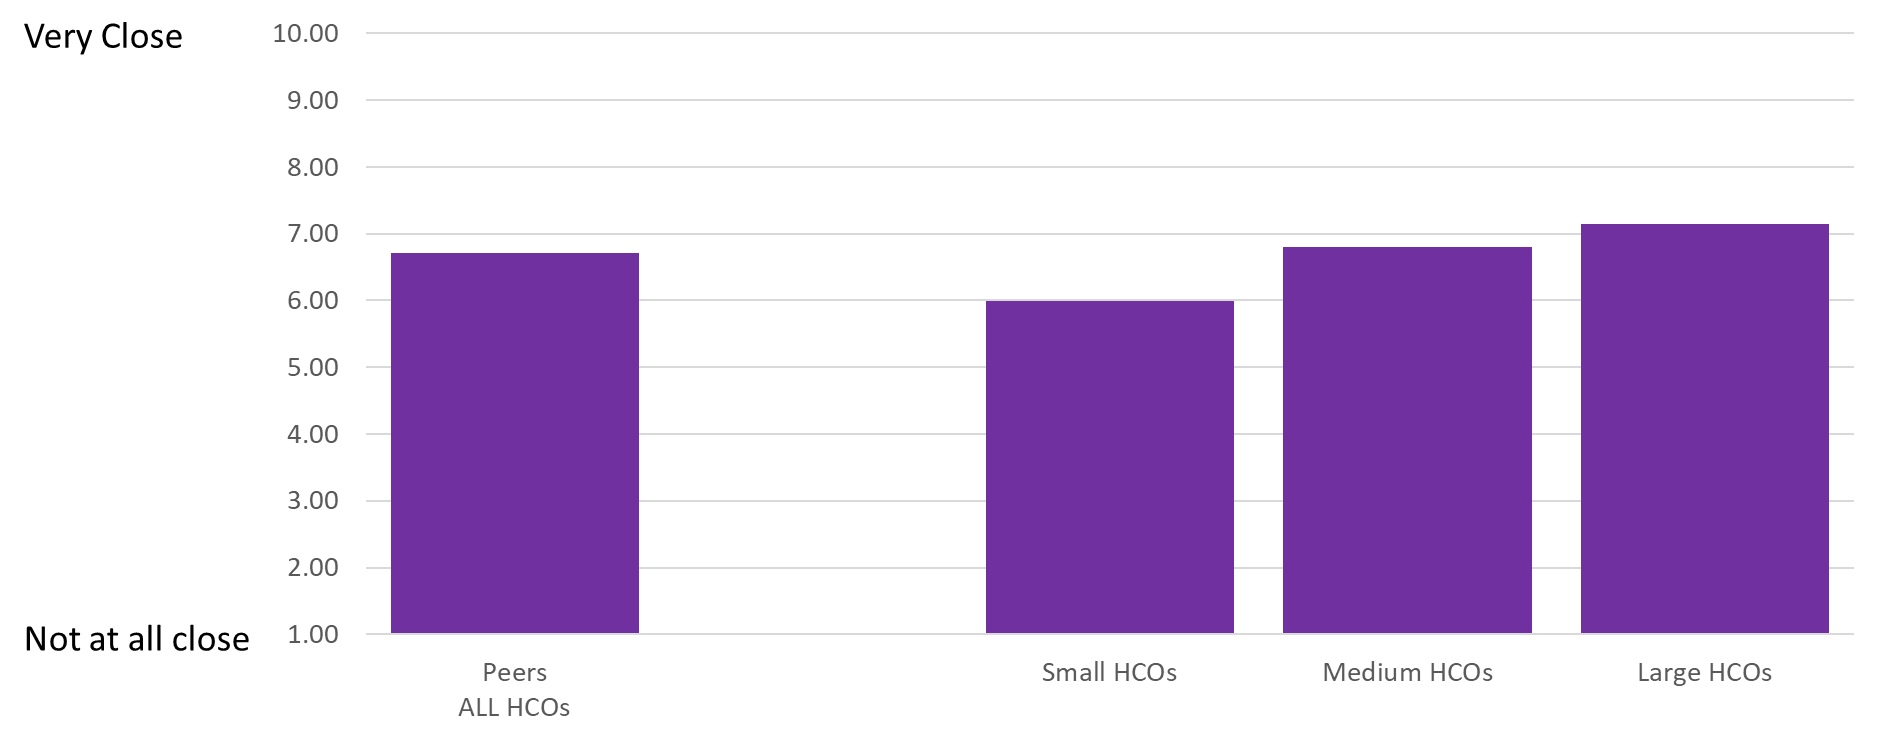 Very Close
10.00
9.00
8.00
7.00
6.00
5.00
4.00
3.00
2.00
Not at all close
1.00
Peers
ALL HCOs
Small HCOs
Medium HCOs
Large HCOs